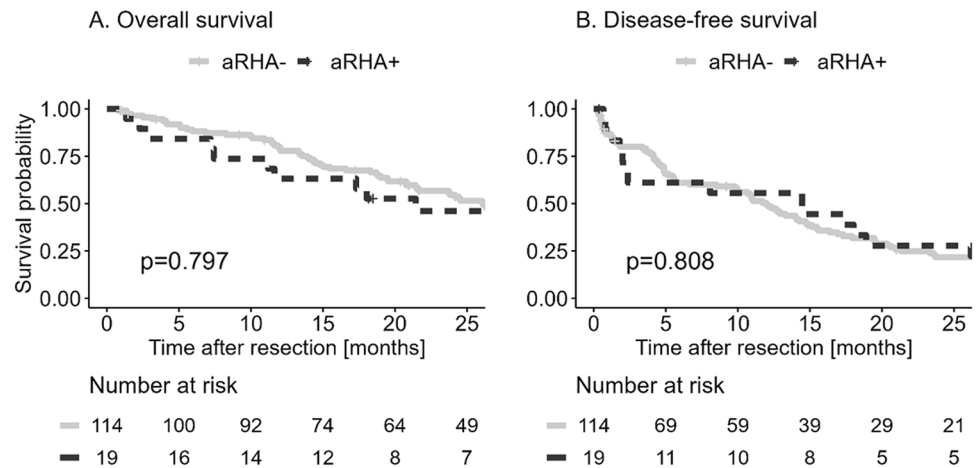 A. Overall survival
aRHA- aRHA+
Survival probability
1.00
0.75
0.50
0.25
0.00
p=0.797
0 5 10 15 20 25
Time after resection [months]
Number at risk
114 100 92 74 64 49
19 16 14 12 8 7
B. Disease-free survival
aRHA- aRHA+
1.00
0.75
0.50
0.25
0.00
p=0.808
0 5 10 15 20 25
Time after resection [months]
Number at risk
114 69 59 39 29 21
19 11 10 8 5 5